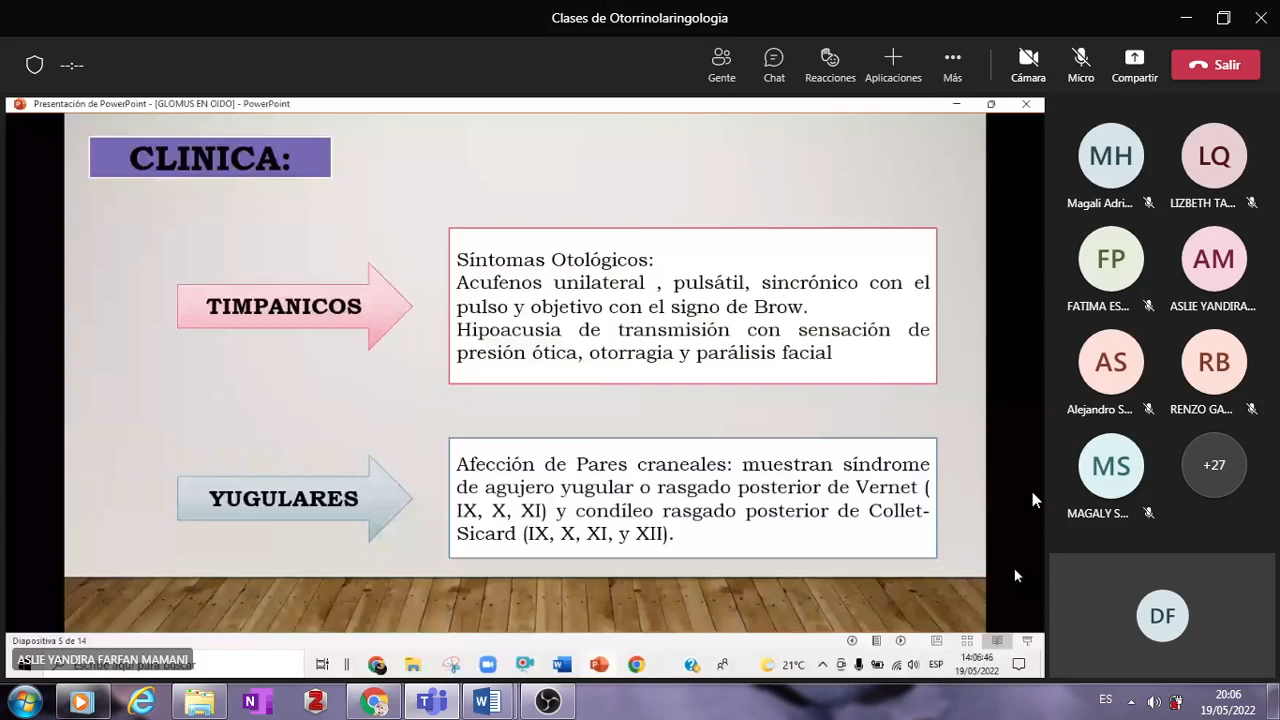 Clases de Otorrinolaringologia
--:--
Gente
Chat
Reacciones
Aplicaciones
Más
Cámara
Micro
Compartir
Salir
Presentación de PowerPoint - [GLOMUS EN OIDO] - PowerPoint
CLINICA:
TIMPANICOS
Síntomas Otológicos:
Acufenos unilateral , pulsátil, sincrónico con el
pulso y objetivo con el signo de Brow.
Hipoacusia de transmisión con sensación de
presión ótica, otorragia y parálisis facial
YUGULARES
Afección de Pares craneales: muestran síndrome
de agujero yugular o rasgado posterior de Vernet (
IX, X, XI) y condíleo rasgado posterior de Collet-
Sicard (IX, X, XI, y XII).
MH
Magali Adri...
LQ
LIZBETH TA...
FP
FATIMA ES...
AM
ASLIE YANDIRA...
AS
Alejandro S...
RB
RENZO GA...
MS
MAGALY S...
+27
DF
Diapositiva 5 de 14
ASLIE YANDIRA FARFAN MAMANI
para buscar
21°C
ESP
14:06:46
19/05/2022
ES
20:06
19/05/2022